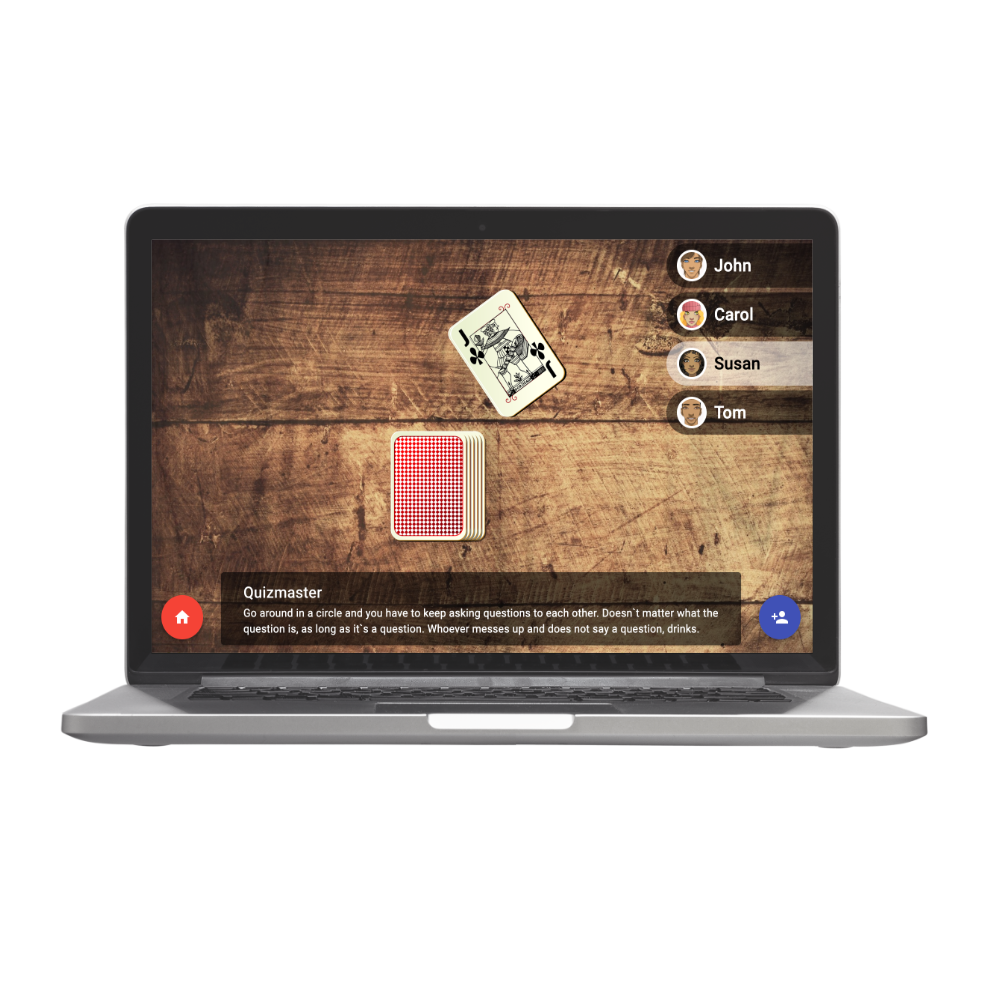 John
Carol
Susan
Tom
J
J
Quizmaster
Go around in a circle and you have to keep asking questions to each other. Doesn`t matter what the
question is, as long as it`s a question. Whoever messes up and does not say a question, drinks.